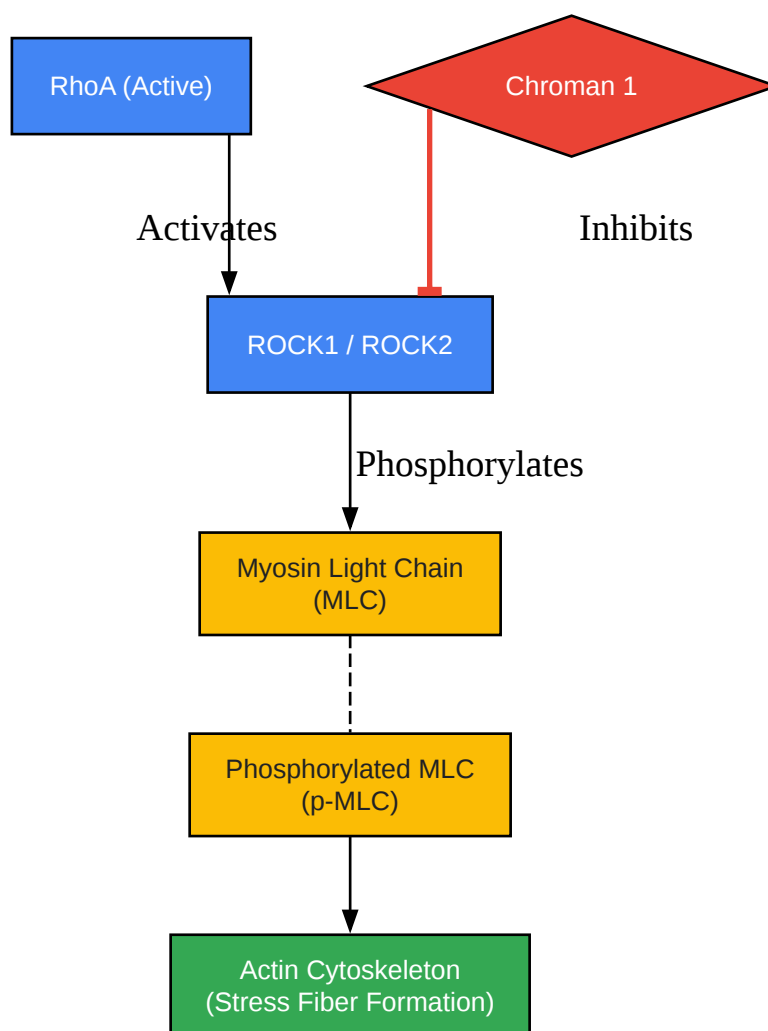 RhoA (Active)
Chroman 1
Activates
Inhibits
ROCK1 / ROCK2
Phosphorylates
Myosin Light Chain
(MLC)
Phosphorylated MLC
(p-MLC)
Actin Cytoskeleton
(Stress Fiber Formation)